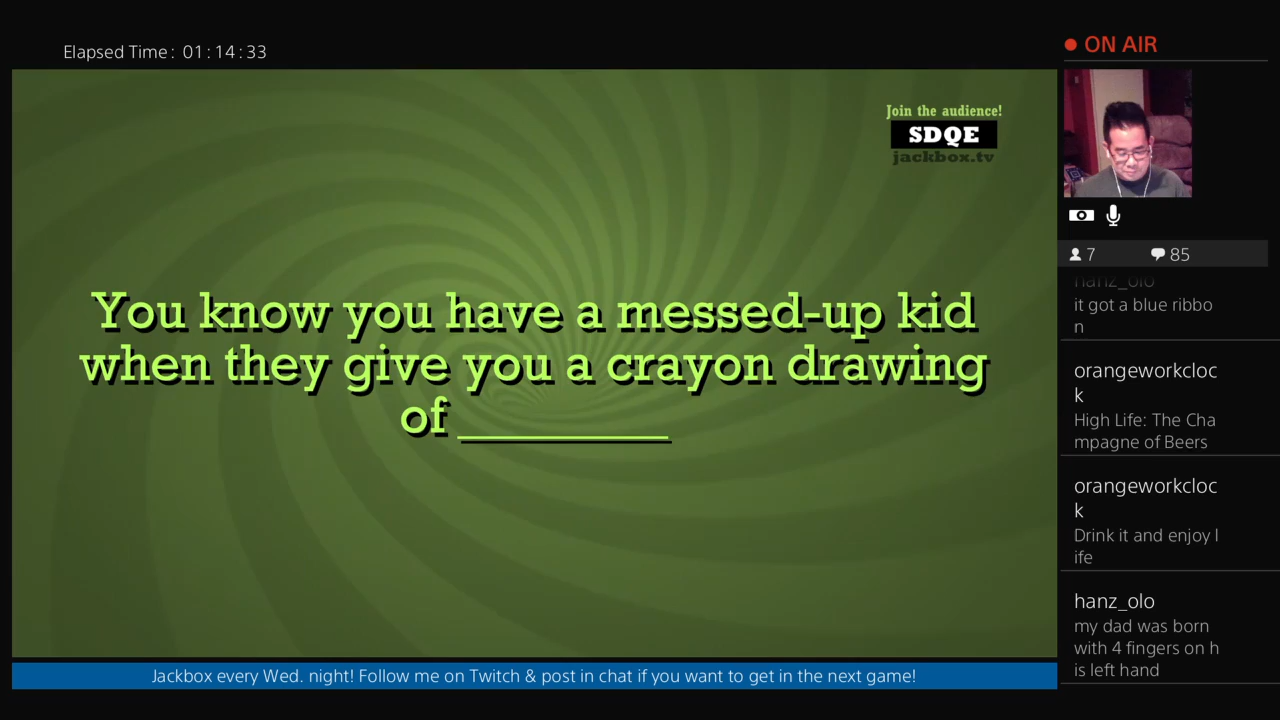 Elapsed Time: 01:14:33
ON AIR
Join the audience!
SDQE
jackbox.tv
7 85
You know you have a messed-up kid
when they give you a crayon drawing
of __________
hanz_olo
it got a blue ribbo
n
orangeworkcloc
k
High Life: The Cha
mpagne of Beers
orangeworkcloc
k
Drink it and enjoy l
ife
hanz_olo
my dad was born
with 4 fingers on h
is left hand
Jackbox every Wed. night! Follow me on Twitch & post in chat if you want to get in the next game!